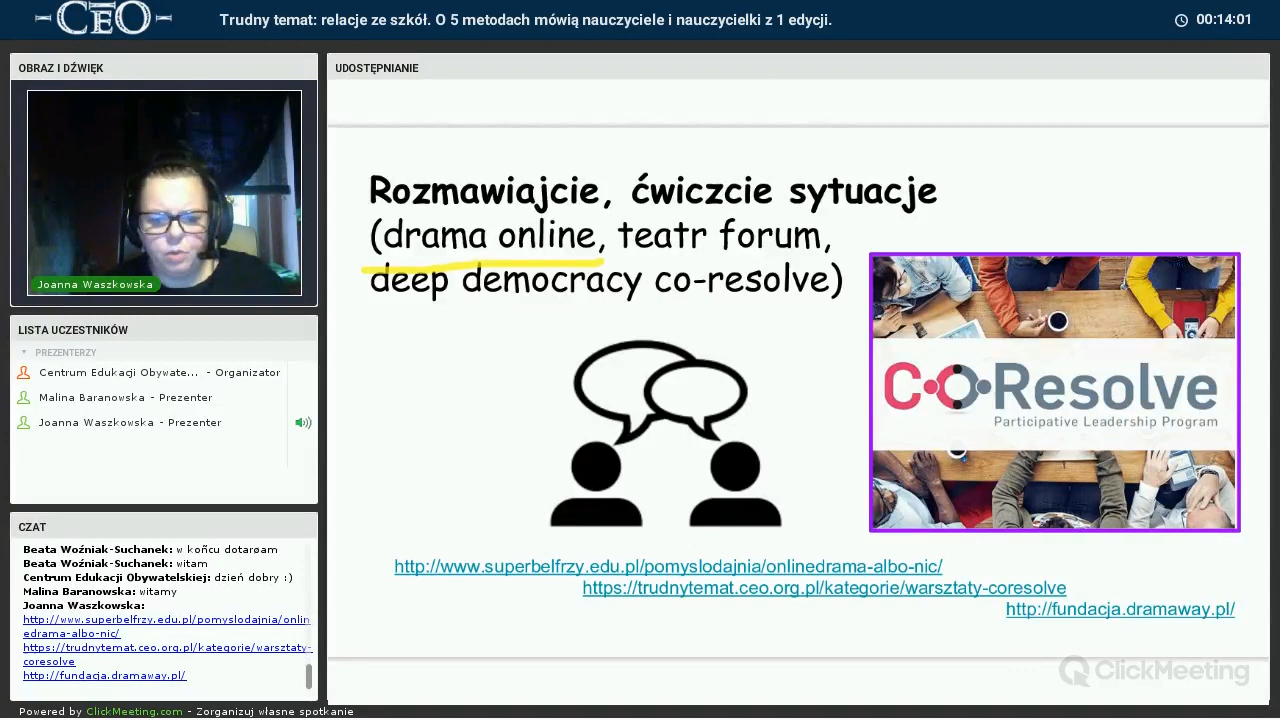 CEO
Trudny temat: relacje ze szkół. O 5 metodach mówią nauczyciele i nauczycielki z 1 edycji.
00:14:01
OBRAZ I DŹWIĘK
Joanna Waszkowska
LISTA UCZESTNIKÓW
PREZENTERZY
Centrum Edukacji Obywate... - Organizator
Malina Baranowska - Prezenter
Joanna Waszkowska - Prezenter
CZAT
Beata Woźniak-Suchanek: w końcu dotarøam
Beata Woźniak-Suchanek: witam
Centrum Edukacji Obywatelskiej: dzień dobry :)
Malina Baranowska: witamy
Joanna Waszkowska:
http://www.superbelfrzy.edu.pl/pomyslodajnia/onlin
edrama-albo-nic/
https://trudnytemat.ceo.org.pl/kategorie/warsztaty-
coresolve
http://fundacja.dramaway.pl/
UDOSTĘPNIANIE
Rozmawiajcie, ćwiczcie sytuacje
(drama online, teatr forum,
deep democracy co-resolve)
CoResolve
Participative Leadership Program
http://www.superbelfrzy.edu.pl/pomyslodajnia/onlinedrama-albo-nic/
https://trudnytemat.ceo.org.pl/kategorie/warsztaty-coresolve
http://fundacja.dramaway.pl/
ClickMeeting
Powered by ClickMeeting.com - Zorganizuj własne spotkanie